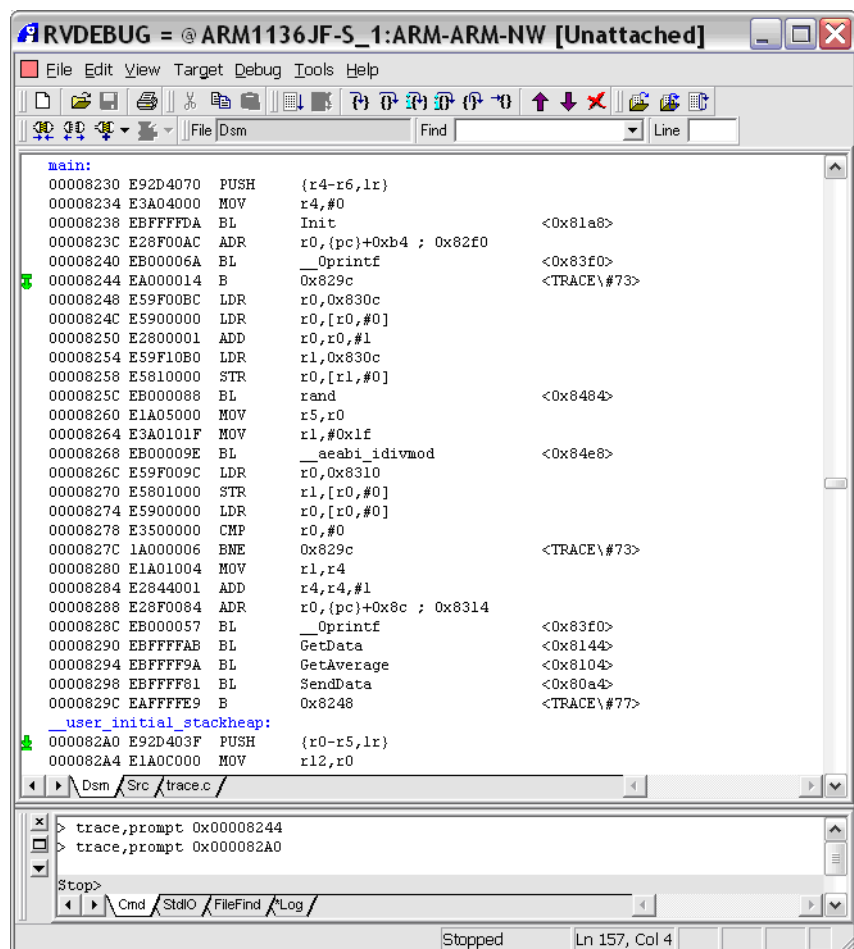 RVDEBUG = @ARM1136JF-S_1:ARM-ARM-NW [Unattached]
File Edit View Target Debug Tools Help
File Dsm Find Line
main:
00008230 E92D4070 PUSH {r4-r6,lr}
00008234 E3A04000 MOV r4,#0
00008238 EBFFFFDA BL Init <0x81a8>
0000823C E28F00AC ADR r0,{pc}+0xb4 ; 0x82f0
00008240 EB00006A BL __0printf <0x83f0>
00008244 EA000014 B 0x829c <TRACE\#73>
00008248 E59F00BC LDR r0,0x830c
0000824C E5900000 LDR r0,[r0,#0]
00008250 E2800001 ADD r0,r0,#1
00008254 E59F10B0 LDR r1,0x830c
00008258 E5810000 STR r0,[r1,#0]
0000825C EB000088 BL rand <0x8484>
00008260 E1A05000 MOV r5,r0
00008264 E3A0101F MOV r1,#0x1f
00008268 EB00009E BL __aeabi_idivmod <0x84e8>
0000826C E59F009C LDR r0,0x8310
00008270 E5801000 STR r1,[r0,#0]
00008274 E5900000 LDR r0,[r0,#0]
00008278 E3500000 CMP r0,#0
0000827C 1A000006 BNE 0x829c <TRACE\#73>
00008280 E1A01004 MOV r1,r4
00008284 E2844001 ADD r4,r4,#1
00008288 E28F0084 ADR r0,{pc}+0x8c ; 0x8314
0000828C EB000057 BL __0printf <0x83f0>
00008290 EBFFFFAB BL GetData <0x8144>
00008294 EBFFFF9A BL GetAverage <0x8104>
00008298 EBFFFF81 BL SendData <0x80a4>
0000829C EAFFFFE9 B 0x8248 <TRACE\#77>
__user_initial_stackheap:
000082A0 E92D403F PUSH {r0-r5,lr}
000082A4 E1A0C000 MOV r12,r0
Dsm Src trace.c
> trace,prompt 0x00008244
> trace,prompt 0x000082A0
Stop>
Cmd StdIO FileFind *Log
Stopped Ln 157, Col 4